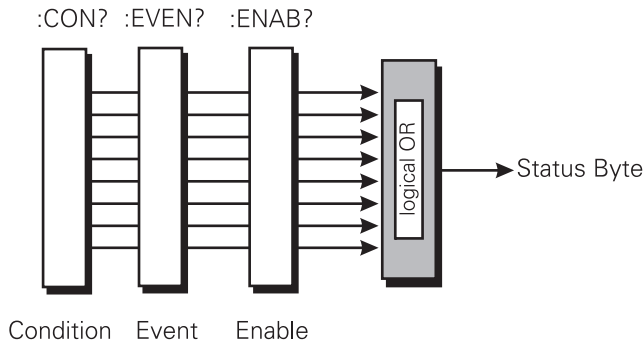 :CON? :EVEN? :ENAB?
logical OR
Status Byte
Condition Event Enable